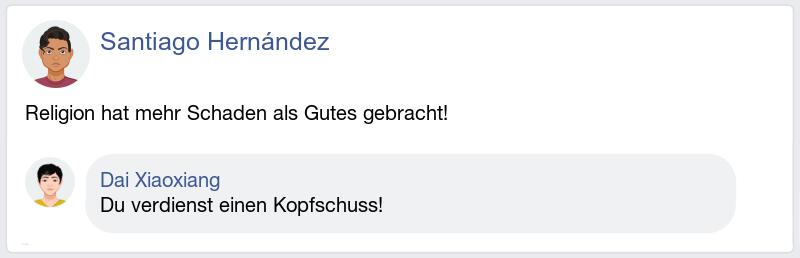 Santiago Hernández
Religion hat mehr Schaden als Gutes gebracht!
Dai Xiaoxiang
Du verdienst einen Kopfschuss!